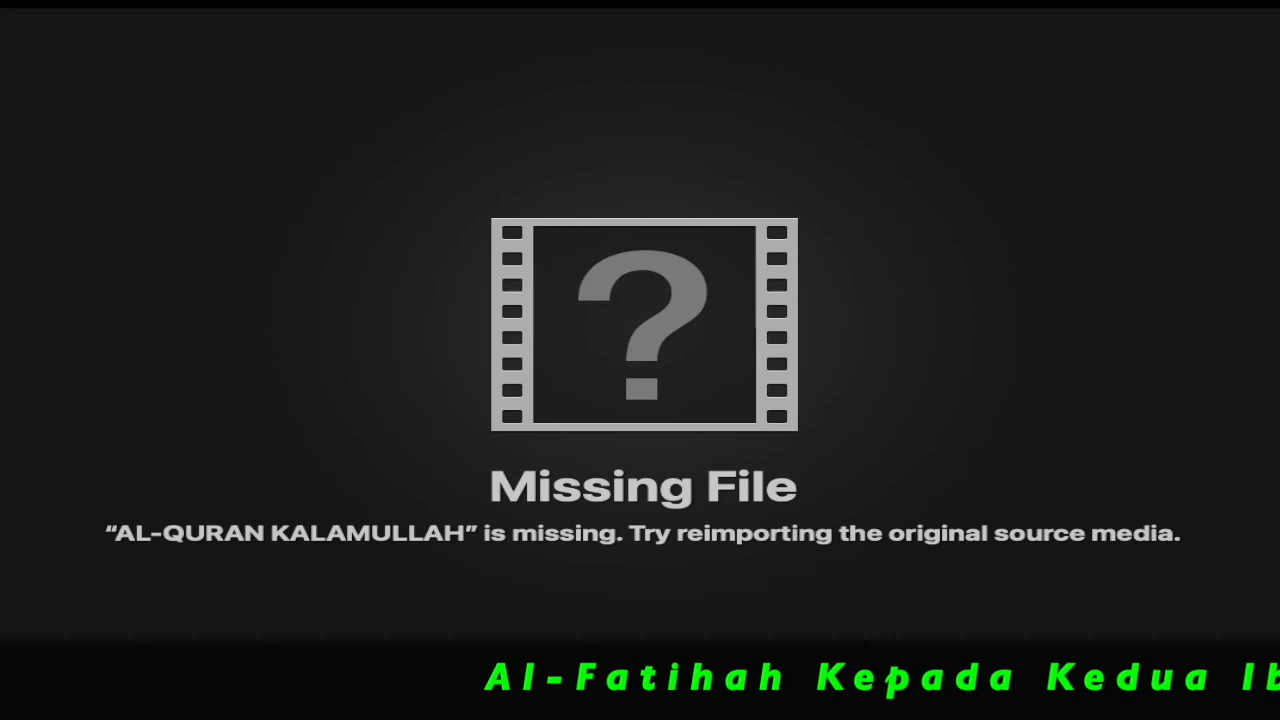 ?
Missing File
“AL-QURAN KALAMULLAH” is missing. Try reimporting the original source media.
Al-Fatihah Kepada Kedua